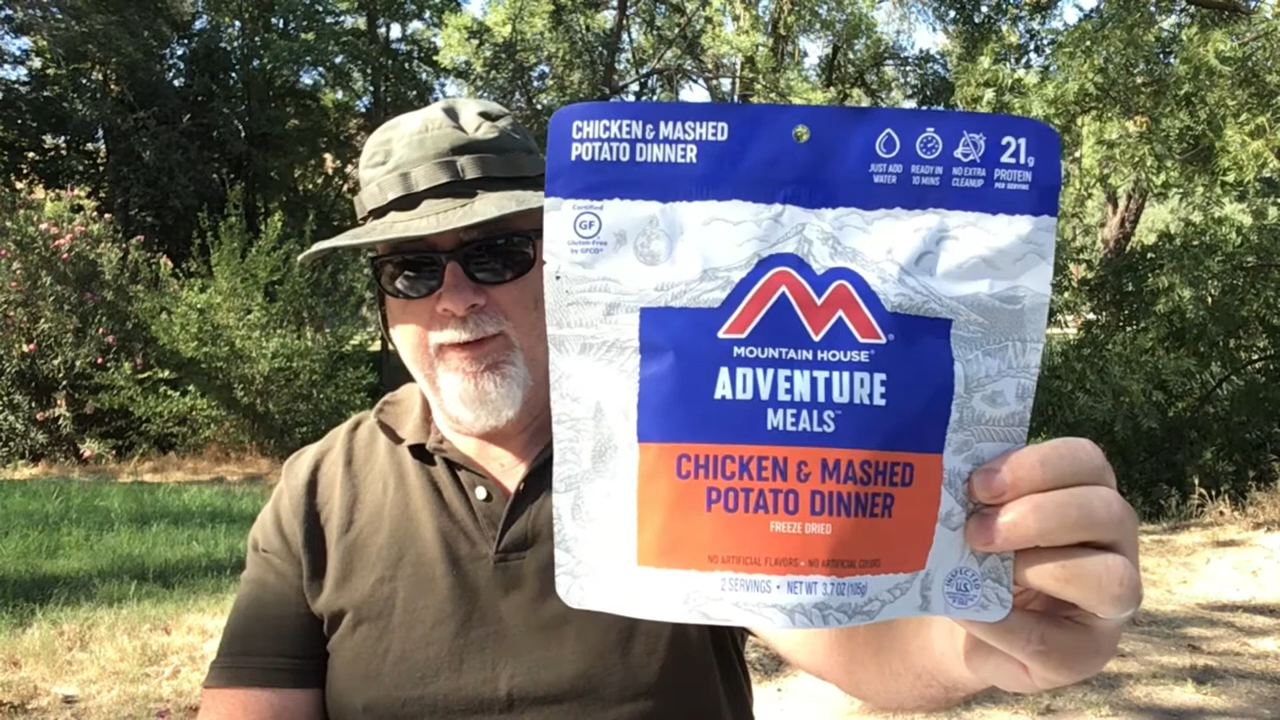 CHICKEN & MASHED
POTATO DINNER
JUST ADD
WATER
READY IN
10 MINS
NO EXTRA
CLEANUP
21g
PROTEIN
PER SERVING
Certified
GF
Gluten-Free
by GFCO
MOUNTAIN HOUSE®
ADVENTURE
MEALS™
CHICKEN & MASHED
POTATO DINNER
FREEZE DRIED
NO ARTIFICIAL FLAVORS • NO ARTIFICIAL COLORS
2 SERVINGS • NET WT 3.7 OZ (105g)
INSPECTED
U.S.